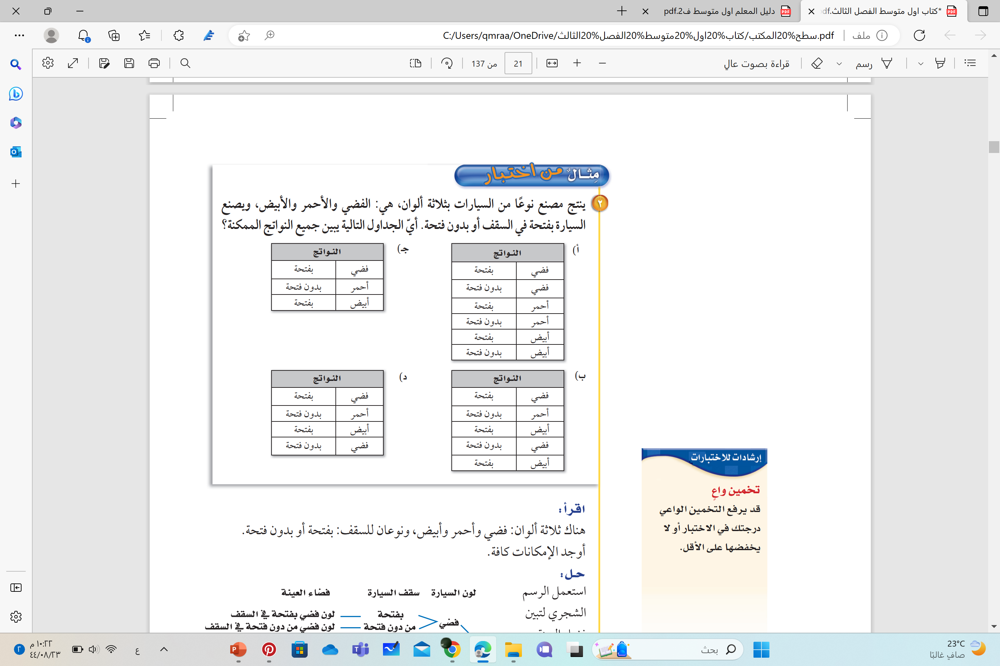 *كتاب اول متوسط الفصل الثالث.pdf
دليل المعلم اول متوسط ف2.pdf
ملف
C:/Users/qmraa/OneDrive/سطح%20المكتب/كتاب%20اول%20متوسط%20الفصل%20الثالث.pdf
رسم
قراءة بصوت عالٍ
21
من 137
مِثـالٌ من اختبار
٢ ينتج مصنع نوعًا من السيارات بثلاثة ألوان، هي: الفضي والأحمر والأبيض، ويصنع
السيارة بفتحة في السقف أو بدون فتحة. أيّ الجداول التالية يبين جميع النواتج الممكنة؟
أ)
النواتج
فضي بفتحة
فضي بدون فتحة
أحمر بفتحة
أحمر بدون فتحة
أبيض بفتحة
أبيض بدون فتحة
جـ)
النواتج
فضي بفتحة
أحمر بدون فتحة
أبيض بفتحة
ب)
النواتج
فضي بفتحة
أحمر بدون فتحة
أبيض بفتحة
فضي بدون فتحة
أبيض بفتحة
د)
النواتج
فضي بفتحة
أحمر بدون فتحة
أبيض بفتحة
فضي بدون فتحة
إرشادات للاختبارات
تخمين واعٍ
قد يرفع التخمين الواعي
درجتك في الاختبار أو لا
يخفضها على الأقل.
اقرأ:
هناك ثلاثة ألوان: فضي وأحمر وأبيض، ونوعان للسقف: بفتحة أو بدون فتحة.
أوجد الإمكانات كافة.
حـل:
استعمل الرسم
الشجري لتبين
لون السيارة سقف السيارة فضاء العينة
فضي
بفتحة لون فضي بفتحة في السقف
من دون فتحة لون فضي من دون فتحة في السقف
23°C
صافٍ غالبًا
بحث
ع
١٠:٢٢ م
٤٤/٠٨/٢٣
٢